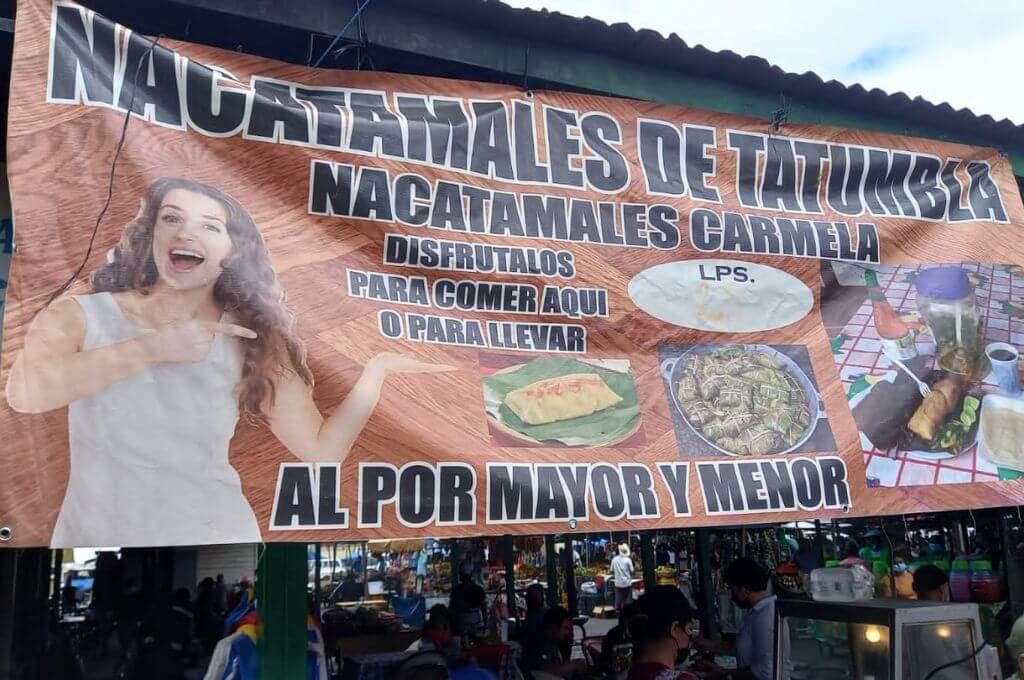 NACATAMALES DE TATUMBLA
NACATAMALES CARMELA
DISFRUTALOS
PARA COMER AQUI
O PARA LLEVAR
LPS.
AL POR MAYOR Y MENOR